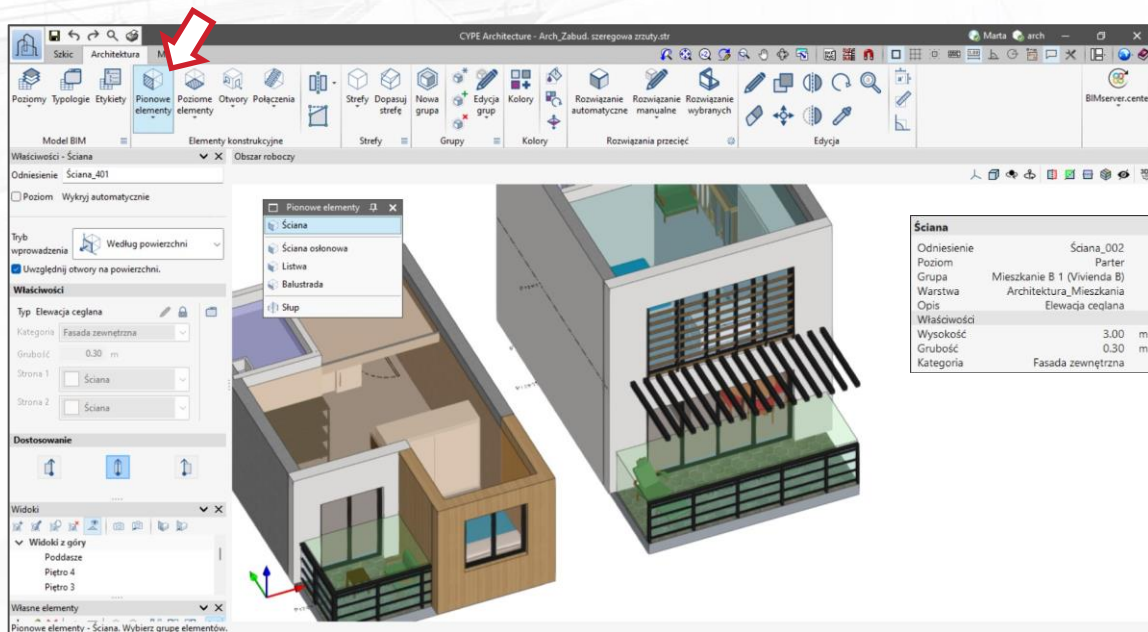 CYPE Architecture - Arch_Zabud. szeregowa zrzuty.str
Marta
arch
Szkic
Architektura
M
Poziomy
Typologie
Etykiety
Pionowe elementy
Poziome elementy
Otwory
Połączenia
Strefy
Dopasuj strefę
Nowa grupa
Edycja grup
Kolory
Rozwiązanie automatyczne
Rozwiązanie manualne
Rozwiązanie wybranych
BIMserver.cente
Model BIM
Elementy konstrukcyjne
Strefy
Grupy
Kolory
Rozwiązania przecięć
Edycja
Właściwości - Ściana
Obszar roboczy
Odniesienie Ściana_401
Poziom Wykryj automatycznie
Tryb wprowadzenia
Według powierzchni
Uwzględnij otwory na powierzchni.
Właściwości
Typ Elewacja ceglana
Kategoria Fasada zewnętrzna
Grubość 0.30 m
Strona 1 Ściana
Strona 2 Ściana
Dostosowanie
Widoki
Widoki z góry
Poddasze
Piętro 4
Piętro 3
Własne elementy
Pionowe elementy - Ściana. Wybierz grupę elementów.
Pionowe elementy
Ściana
Ściana osłonowa
Listwa
Balustrada
Słup
Ściana
Odniesienie Ściana_002
Poziom Parter
Grupa Mieszkanie B 1 (Vivienda B)
Warstwa Architektura_Mieszkania
Opis Elewacja ceglana
Właściwości
Wysokość 3.00 m
Grubość 0.30 m
Kategoria Fasada zewnętrzna